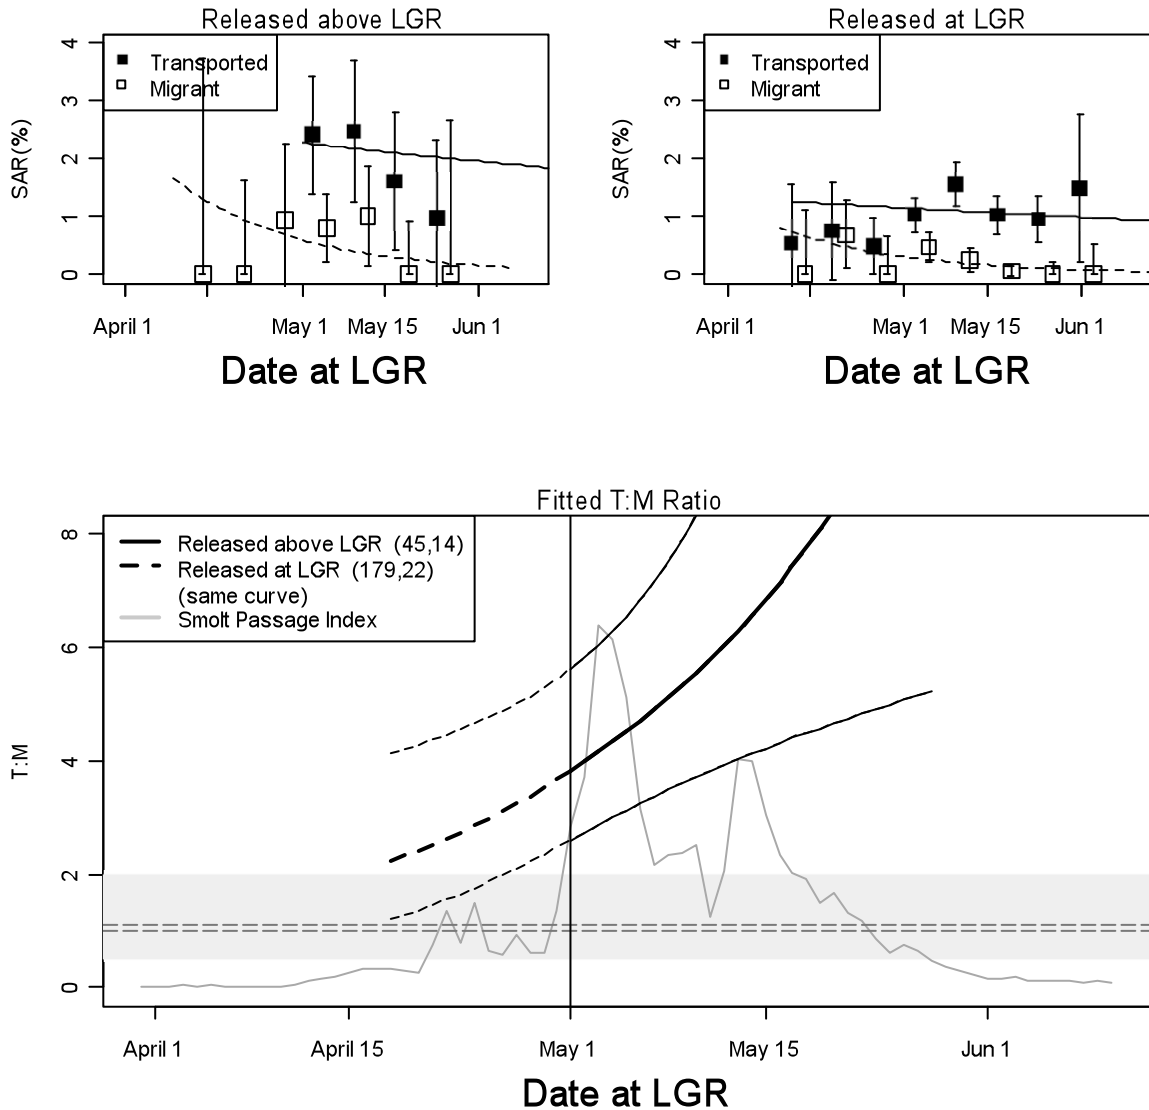 Released above LGR
4
3
2
1
0
SAR(%)
Transported
Migrant
April 1
May 1
May 15
Jun 1
Date at LGR
Released at LGR
4
3
2
1
0
SAR(%)
Transported
Migrant
April 1
May 1
May 15
Jun 1
Date at LGR
Fitted T:M Ratio
8
6
4
2
0
T:M
Released above LGR (45,14)
Released at LGR (179,22)
(same curve)
Smolt Passage Index
April 1
April 15
May 1
May 15
Jun 1
Date at LGR